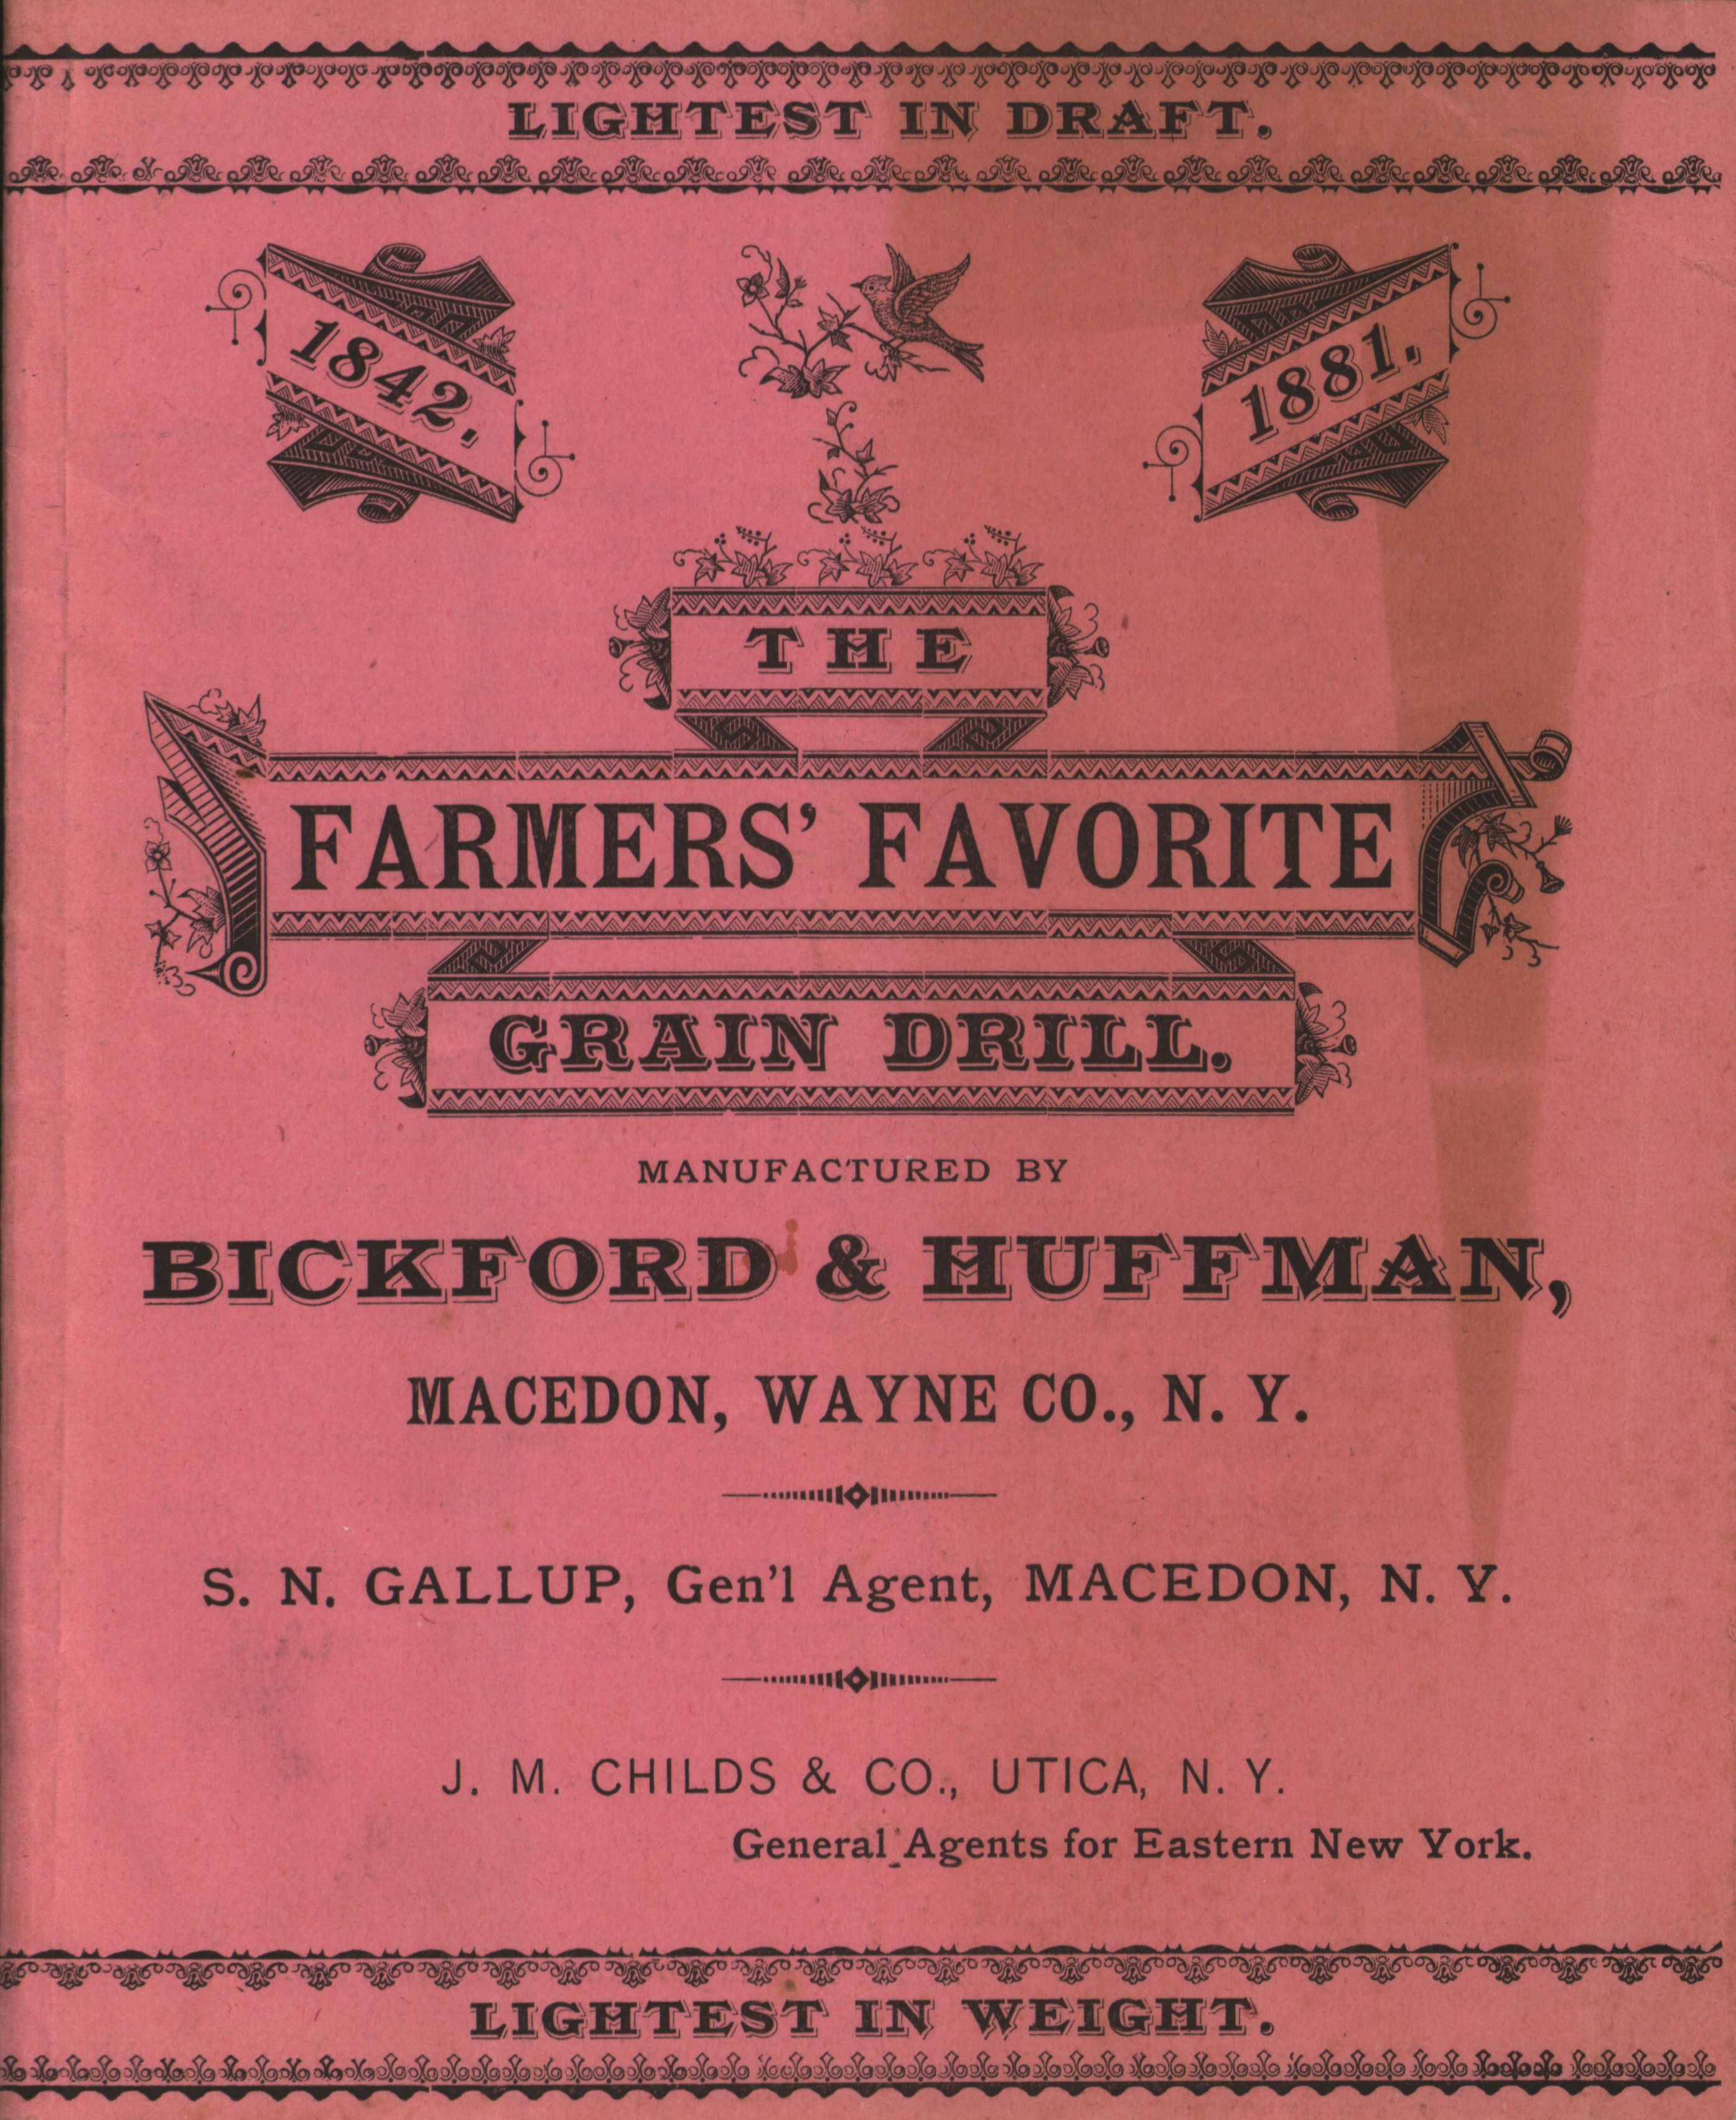 LIGHTEST IN DRAFT.
1842.
1881.
THE
FARMERS' FAVORITE
GRAIN DRILL.
MANUFACTURED BY
BICKFORD & HUFFMAN,
MACEDON, WAYNE CO., N. Y.
S. N. GALLUP, Gen'l Agent, MACEDON, N. Y.
J. M. CHILDS & CO., UTICA, N. Y.
General Agents for Eastern New York.
LIGHTEST IN WEIGHT.